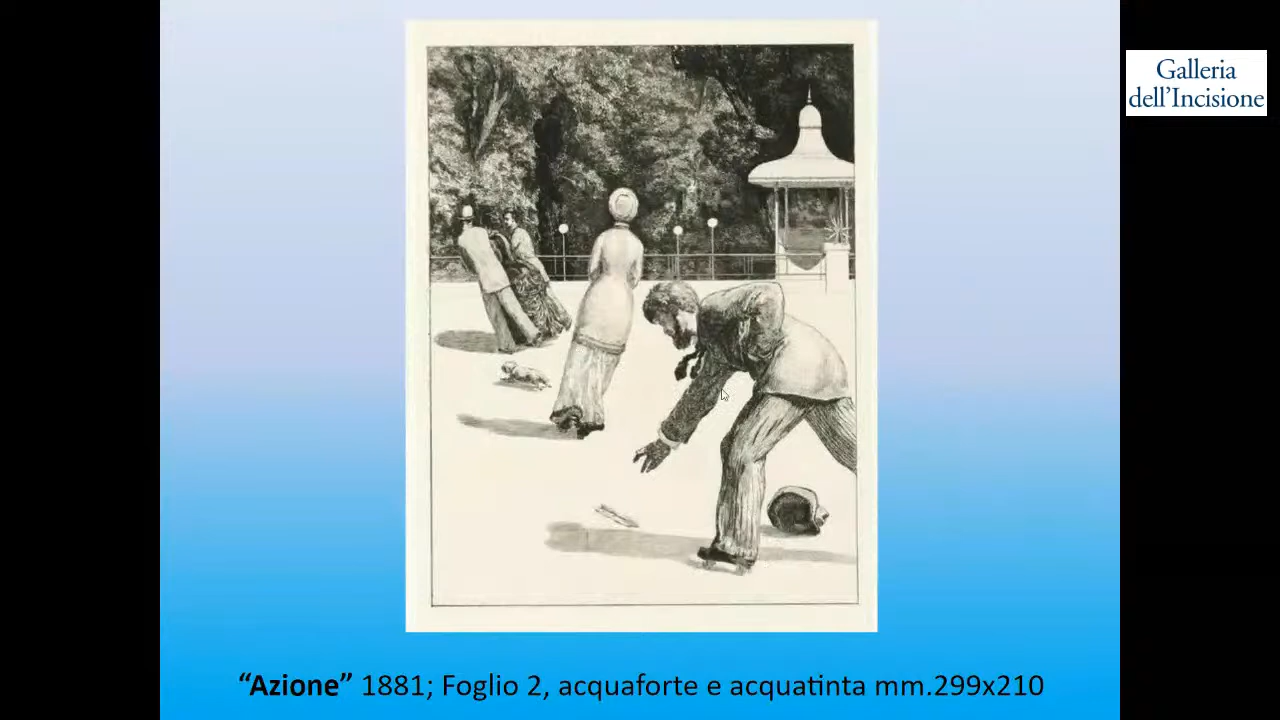 Galleria
dell'Incisione
“Azione” 1881; Foglio 2, acquaforte e acquatinta mm.299x210